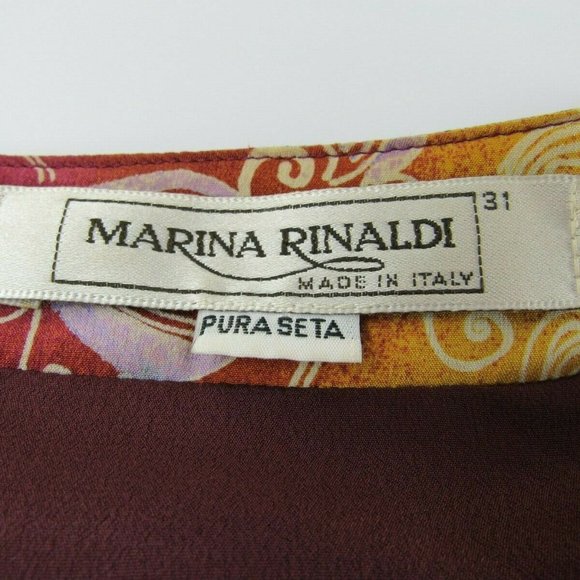 31
MARINA RINALDI
MADE IN ITALY
PURA SETA